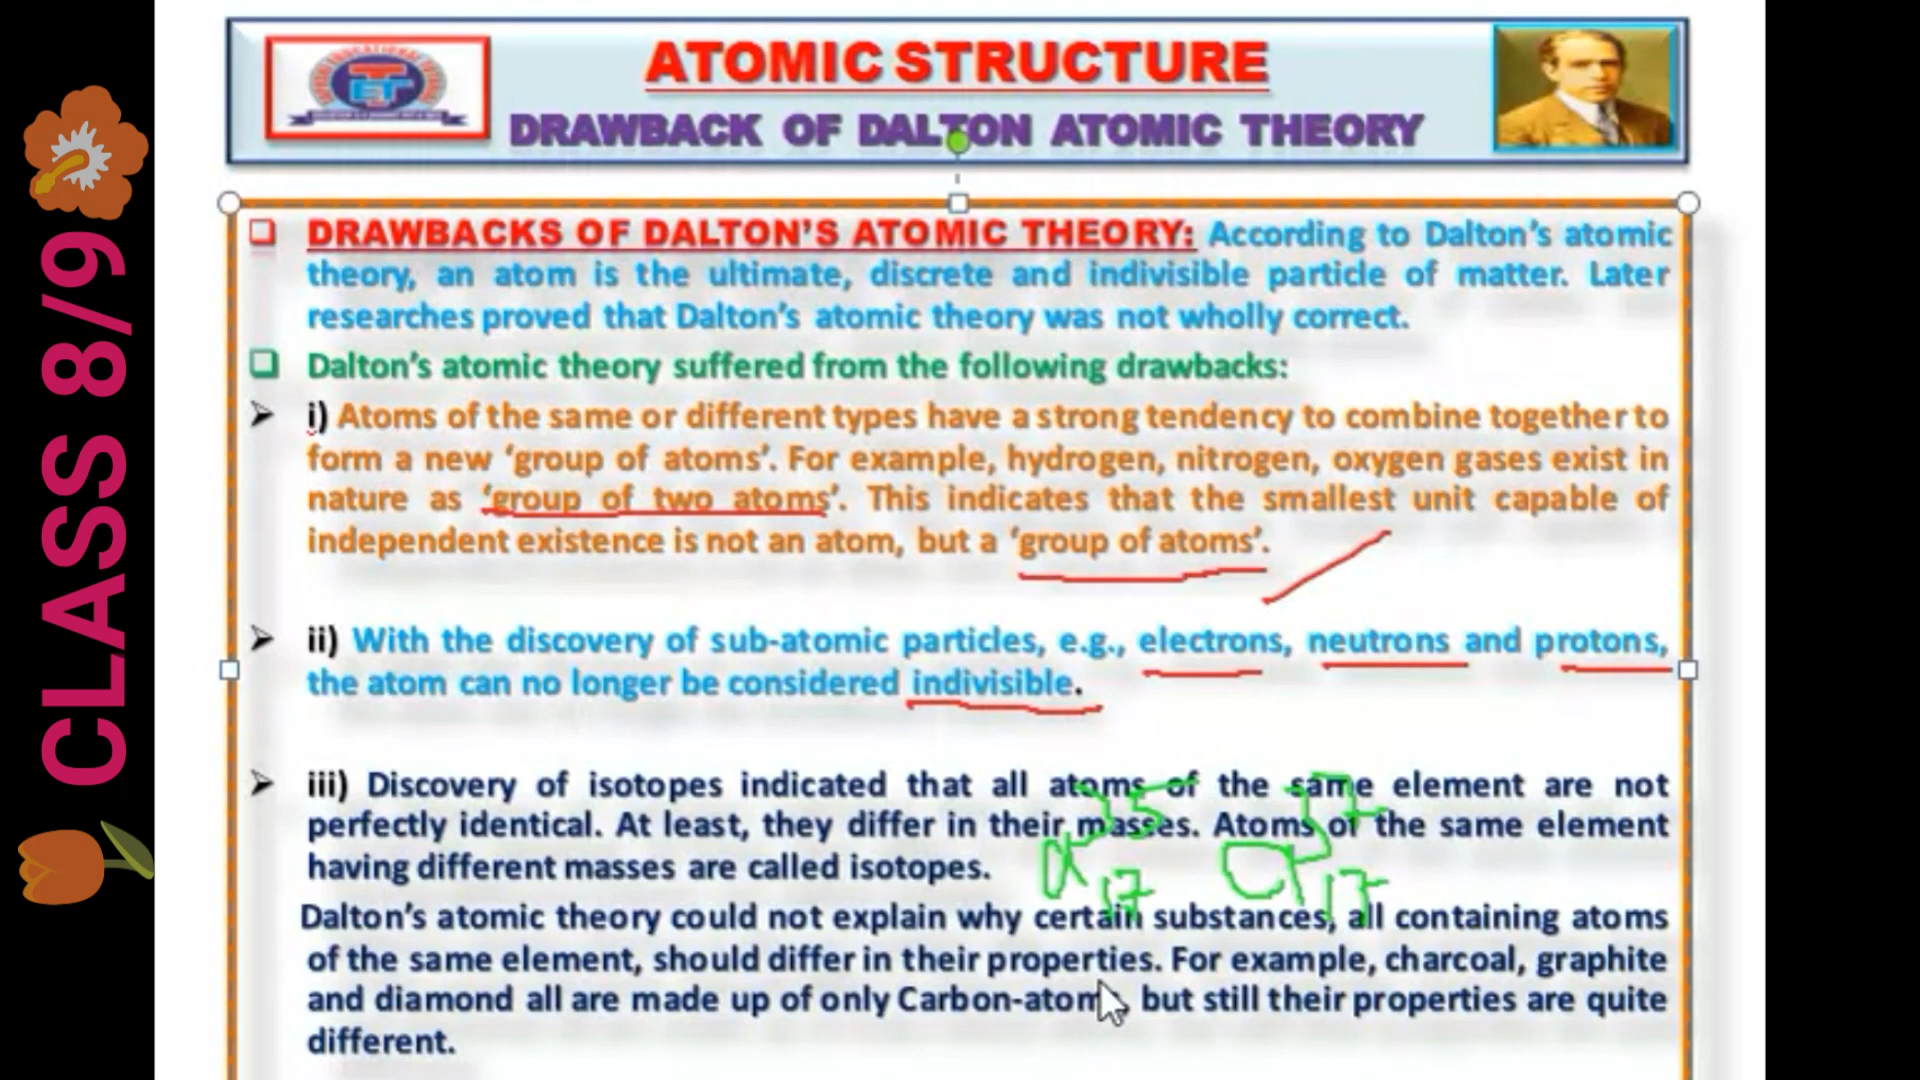 CLASS 8/9
ATOMIC STRUCTURE
DRAWBACK OF DALTON ATOMIC THEORY
DRAWBACKS OF DALTON'S ATOMIC THEORY: According to Dalton's atomic
theory, an atom is the ultimate, discrete and indivisible particle of matter. Later
researches proved that Dalton's atomic theory was not wholly correct.
Dalton's atomic theory suffered from the following drawbacks:
i) Atoms of the same or different types have a strong tendency to combine together to
form a new 'group of atoms'. For example, hydrogen, nitrogen, oxygen gases exist in
nature as 'group of two atoms'. This indicates that the smallest unit capable of
independent existence is not an atom, but a 'group of atoms'.
ii) With the discovery of sub-atomic particles, e.g., electrons, neutrons and protons,
the atom can no longer be considered indivisible.
iii) Discovery of isotopes indicated that all atoms of the same element are not
perfectly identical. At least, they differ in their masses. Atoms of the same element
having different masses are called isotopes.
35 37
Cl Cl
17 17
Dalton's atomic theory could not explain why certain substances, all containing atoms
of the same element, should differ in their properties. For example, charcoal, graphite
and diamond all are made up of only Carbon-atom but still their properties are quite
different.